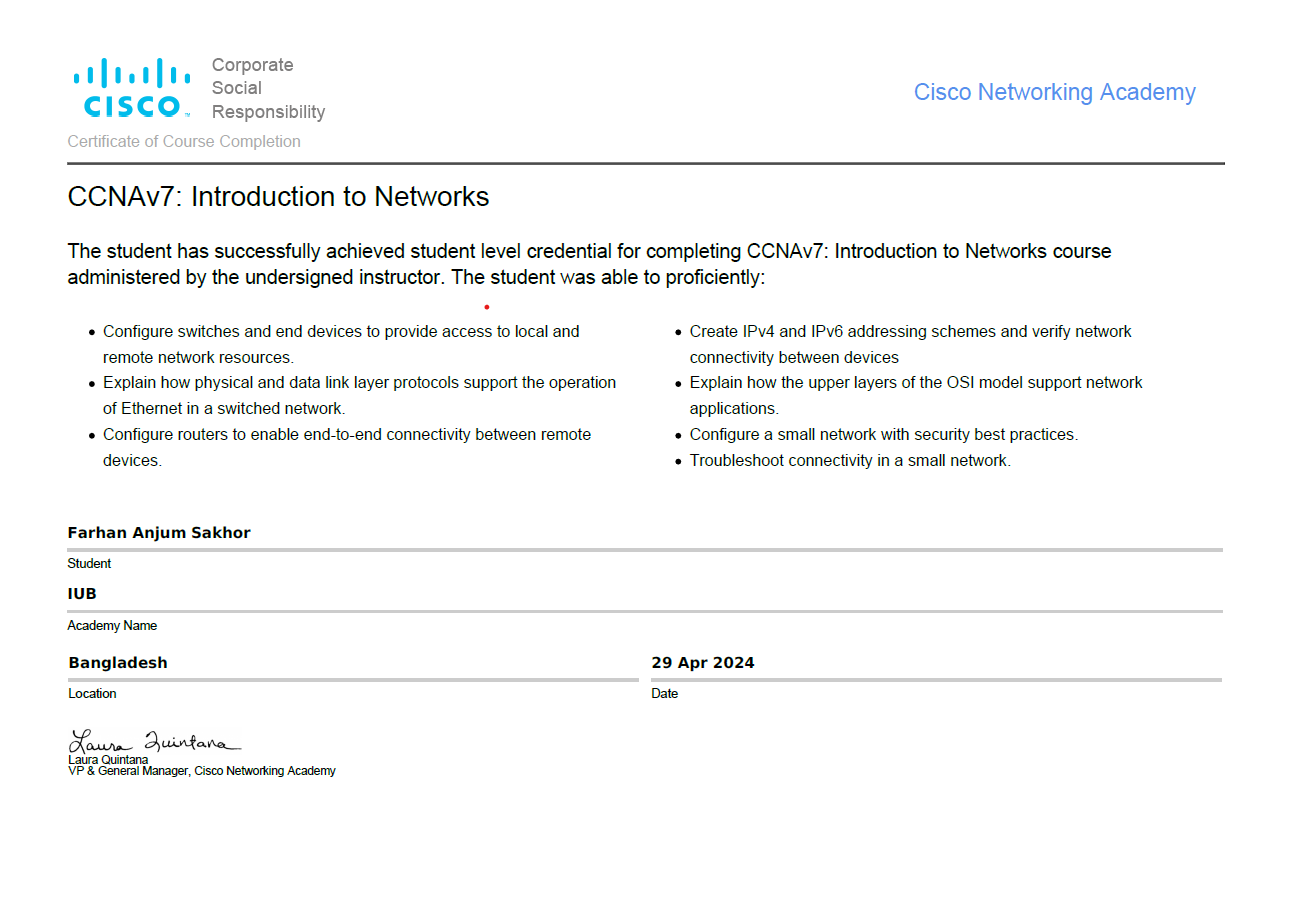 CISCO
Corporate
Social
Responsibility
Cisco Networking Academy
Certificate of Course Completion
CCNAv7: Introduction to Networks
The student has successfully achieved student level credential for completing CCNAv7: Introduction to Networks course
administered by the undersigned instructor. The student was able to proficiently:
• Configure switches and end devices to provide access to local and
remote network resources.
• Explain how physical and data link layer protocols support the operation
of Ethernet in a switched network.
• Configure routers to enable end-to-end connectivity between remote
devices.
• Create IPv4 and IPv6 addressing schemes and verify network
connectivity between devices
• Explain how the upper layers of the OSI model support network
applications.
• Configure a small network with security best practices.
• Troubleshoot connectivity in a small network.
Farhan Anjum Sakhor
Student
IUB
Academy Name
Bangladesh
Location
29 Apr 2024
Date
Laura Quintana
Laura Quintana
VP & General Manager, Cisco Networking Academy